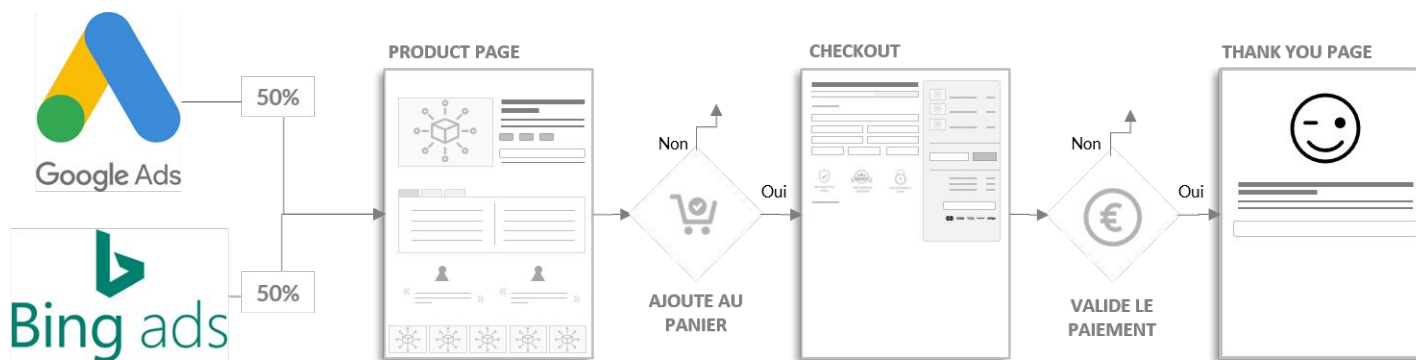 Google Ads
50%
Bing ads
50%
PRODUCT PAGE
Non
Oui
AJOUTE AU
PANIER
CHECKOUT
Non
Oui
VALIDE LE
PAIEMENT
THANK YOU PAGE